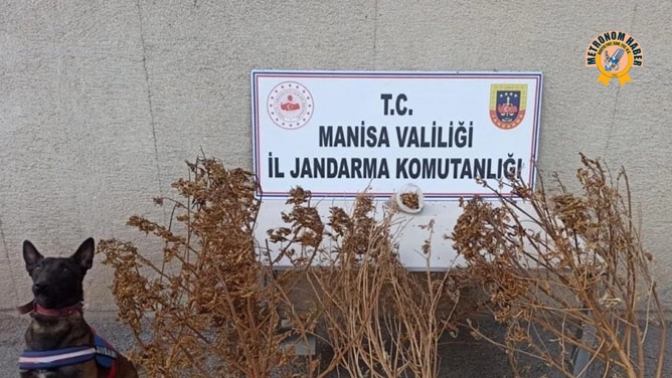 METRONOM HABER
T.C.
MANİSA VALİLİĞİ
İL JANDARMA KOMUTANLIĞI